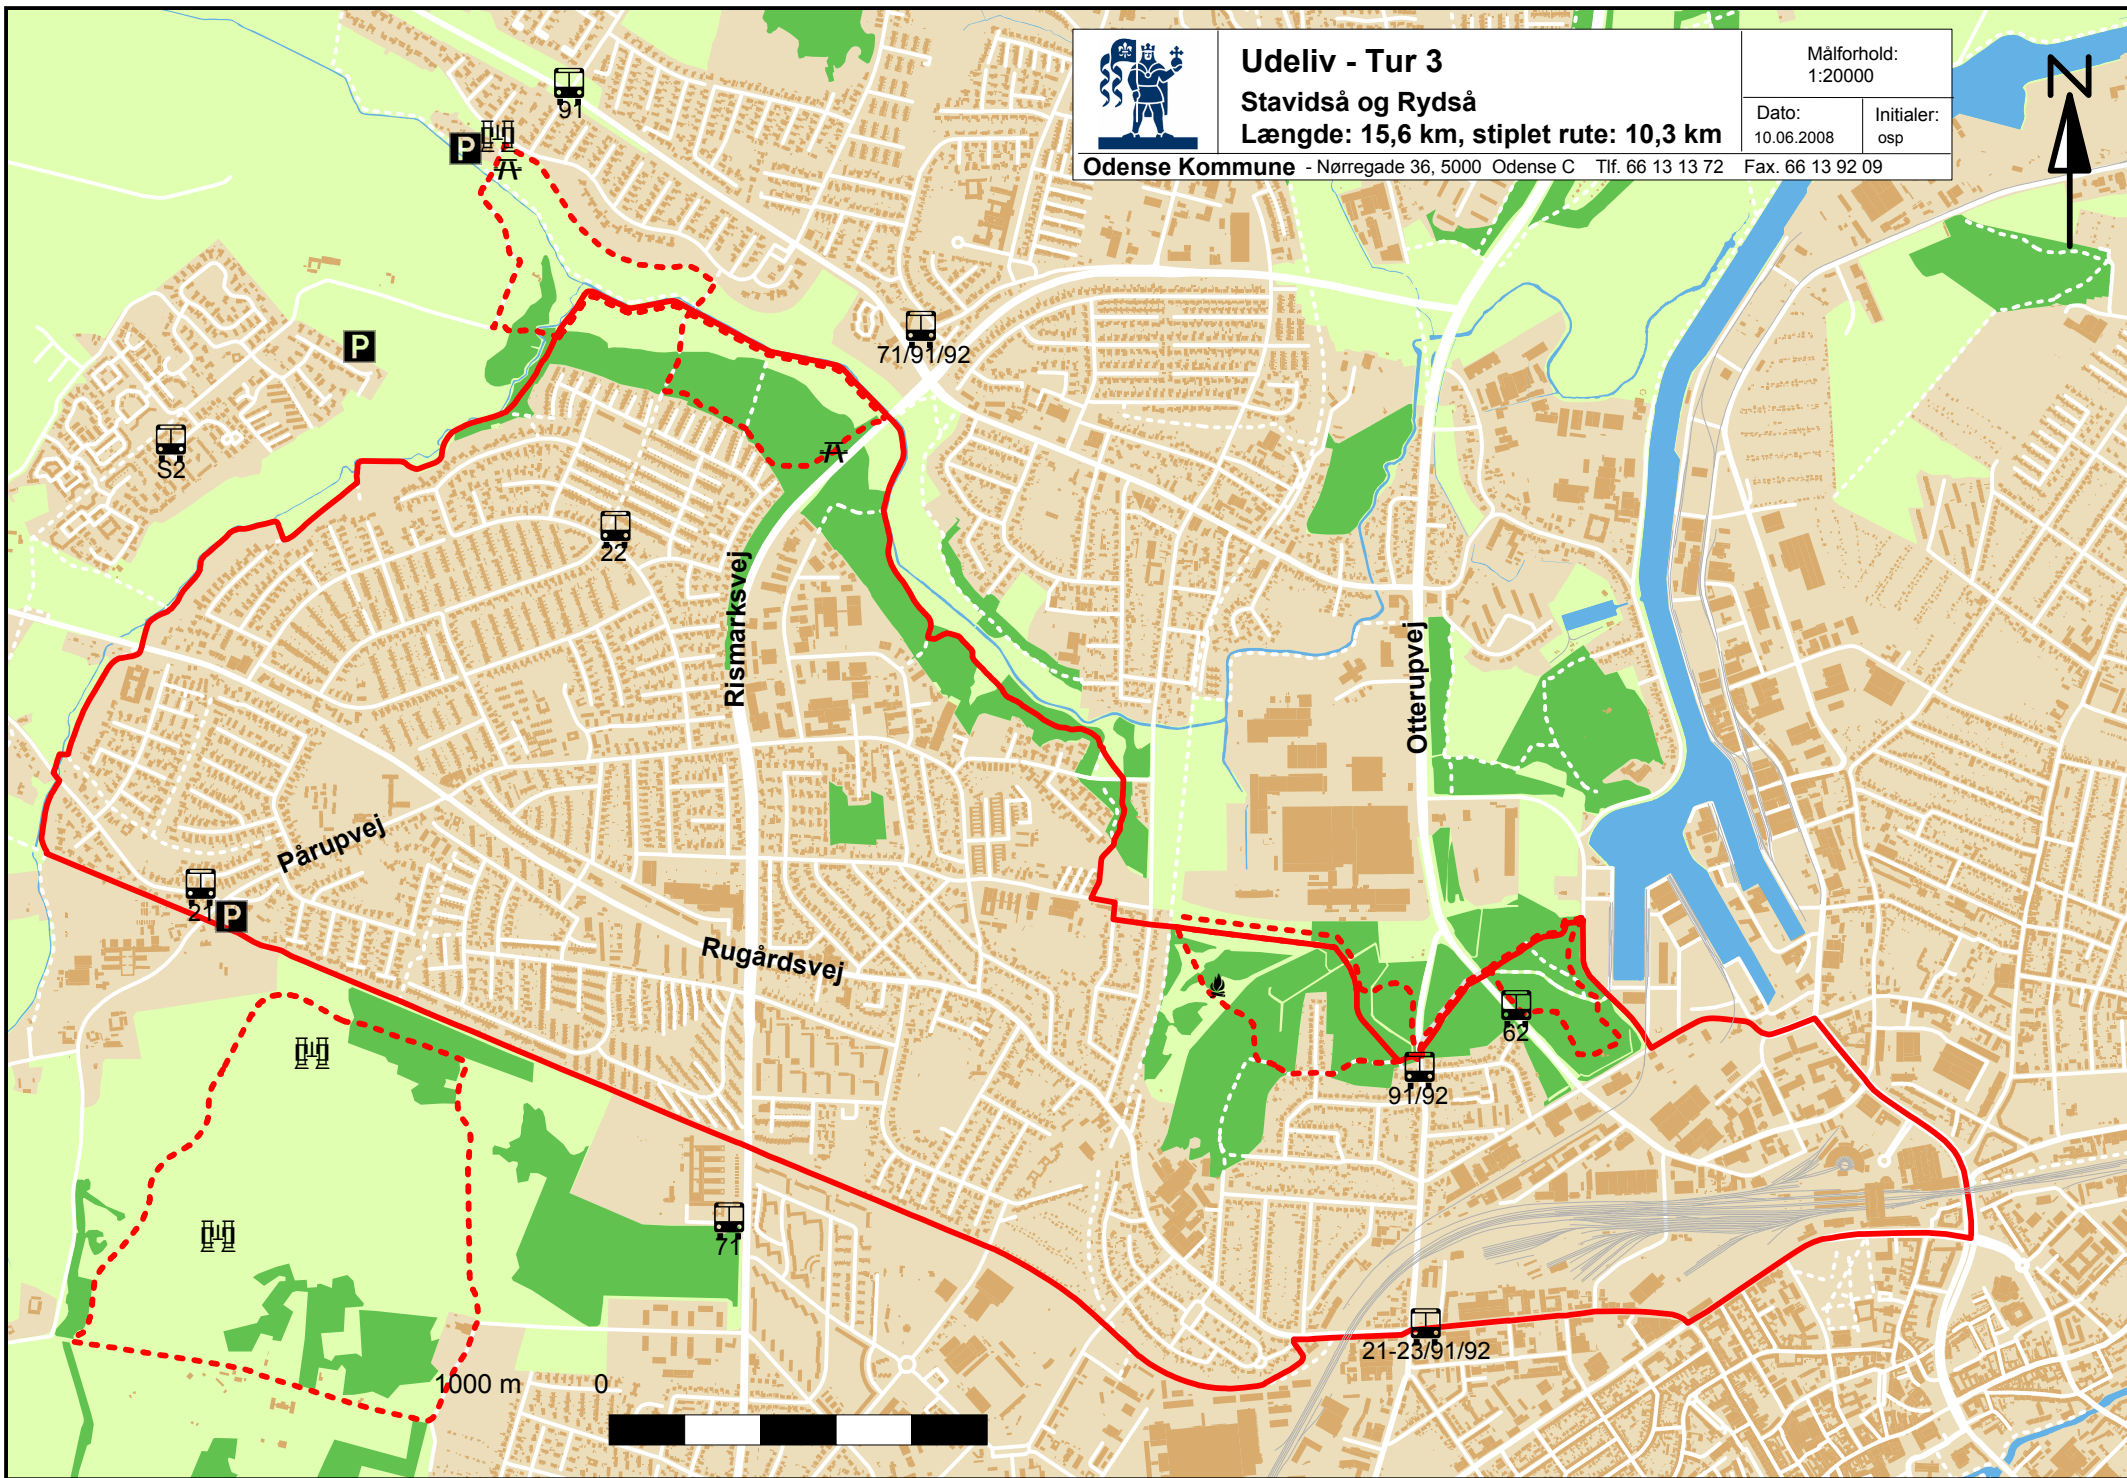 Udeliv - Tur 3
Stavidså og Rydså
Længde: 15,6 km, stiplet rute: 10,3 km
Målforhold:
1:20000
Dato:
10.06.2008
Initialer:
osp
Odense Kommune - Nørregade 36, 5000 Odense C Tlf. 66 13 13 72 Fax. 66 13 92 09
N
91
P
71/91/92
P
S2
22
Rismarksvej
Otterupvej
Pårupvej
21
P
Rugårdsvej
62
91/92
71
21-23/91/92
1000 m 0